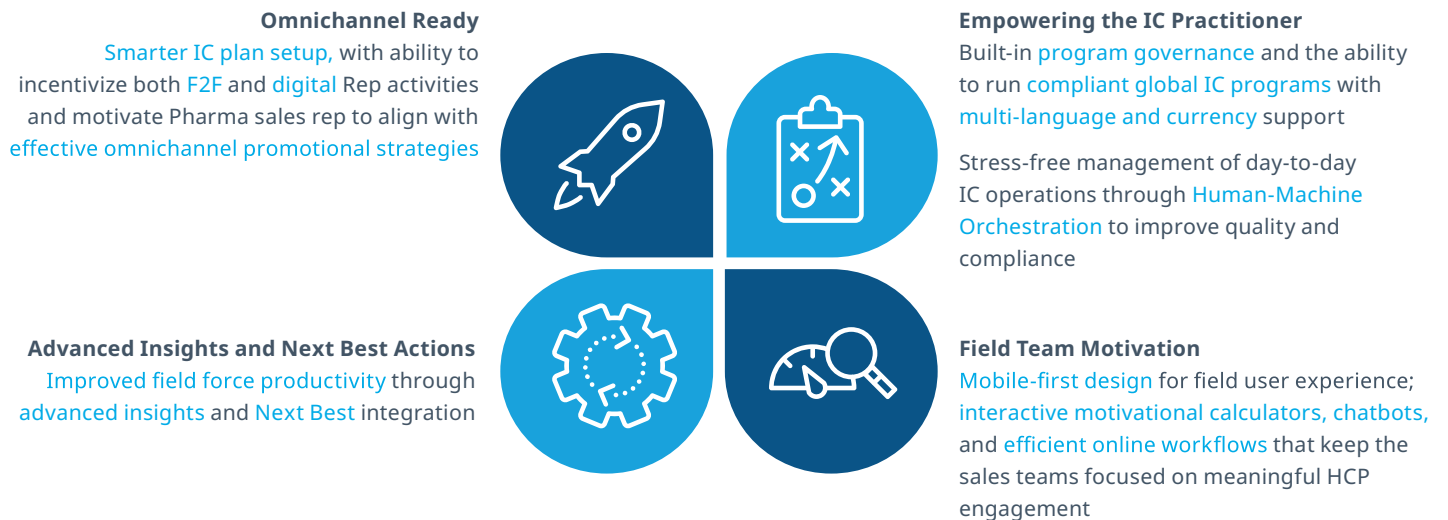 Omnichannel Ready
Smarter IC plan setup, with ability to
incentivize both F2F and digital Rep activities
and motivate Pharma sales rep to align with
effective omnichannel promotional strategies
Empowering the IC Practitioner
Built-in program governance and the ability
to run compliant global IC programs with
multi-language and currency support
Stress-free management of day-to-day
IC operations through Human-Machine
Orchestration to improve quality and
compliance
Advanced Insights and Next Best Actions
Improved field force productivity through
advanced insights and Next Best integration
Field Team Motivation
Mobile-first design for field user experience;
interactive motivational calculators, chatbots,
and efficient online workflows that keep the
sales teams focused on meaningful HCP
engagement